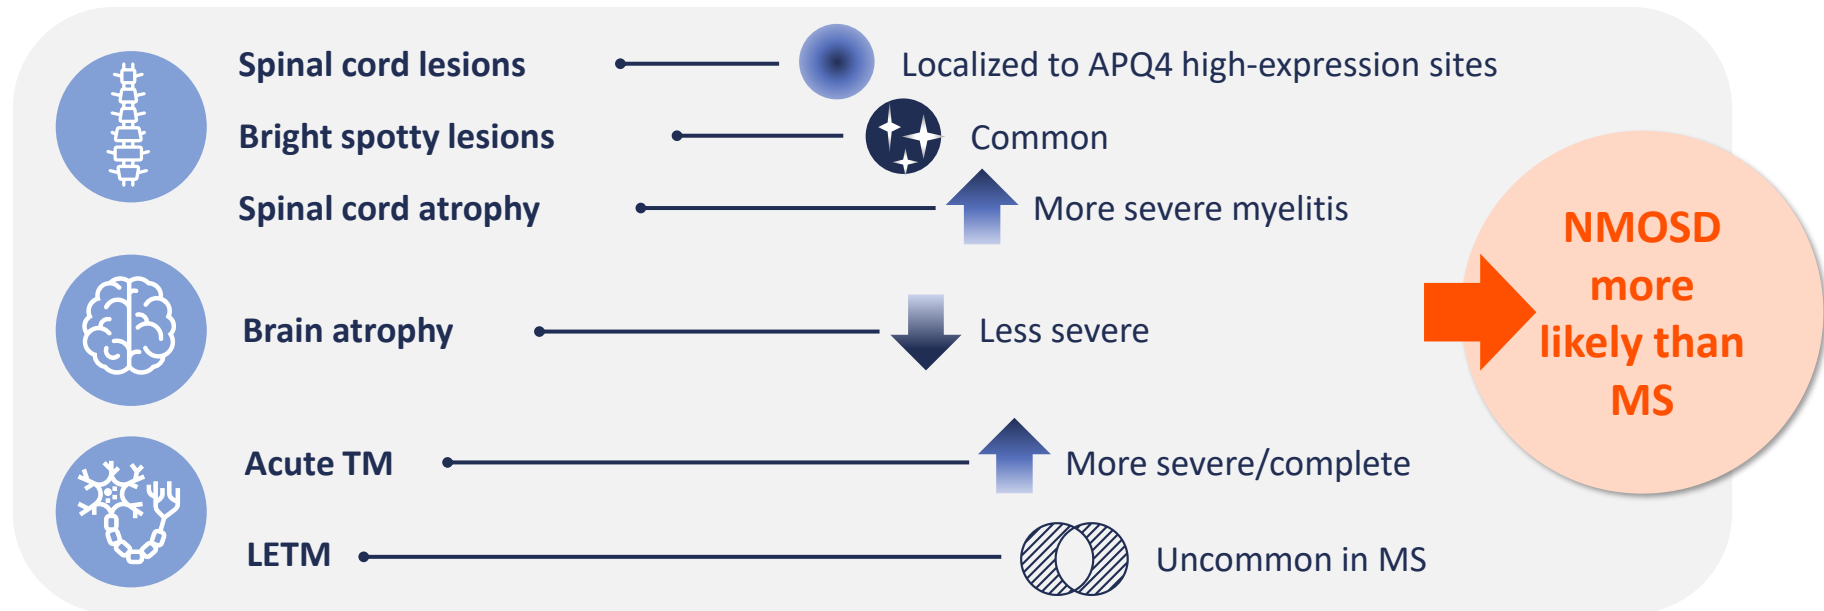 Spinal cord lesions
Localized to APQ4 high-expression sites
Bright spotty lesions
Common
Spinal cord atrophy
More severe myelitis
Brain atrophy
Less severe
Acute TM
More severe/complete
LETM
Uncommon in MS
NMOSD
more
likely than
MS